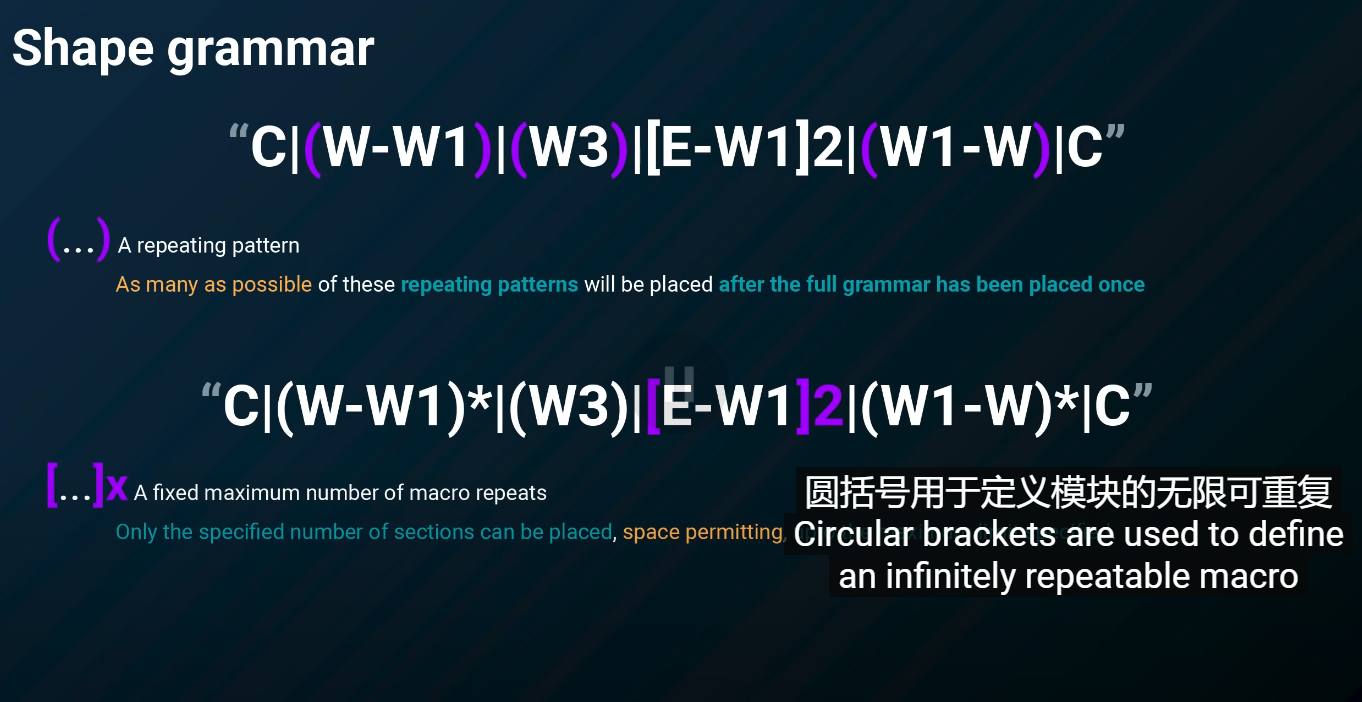 Shape grammar
“C|(W-W1)|(W3)|[E-W1]2|(W1-W)|C”
(...) A repeating pattern
As many as possible of these repeating patterns will be placed after the full grammar has been placed once
“C|(W-W1)*|(W3)|[E-W1]2|(W1-W)*|C”
[...]x A fixed maximum number of macro repeats
Only the specified number of sections can be placed, space permitting,
圆括号用于定义模块的无限可重复
Circular brackets are used to define
an infinitely repeatable macro